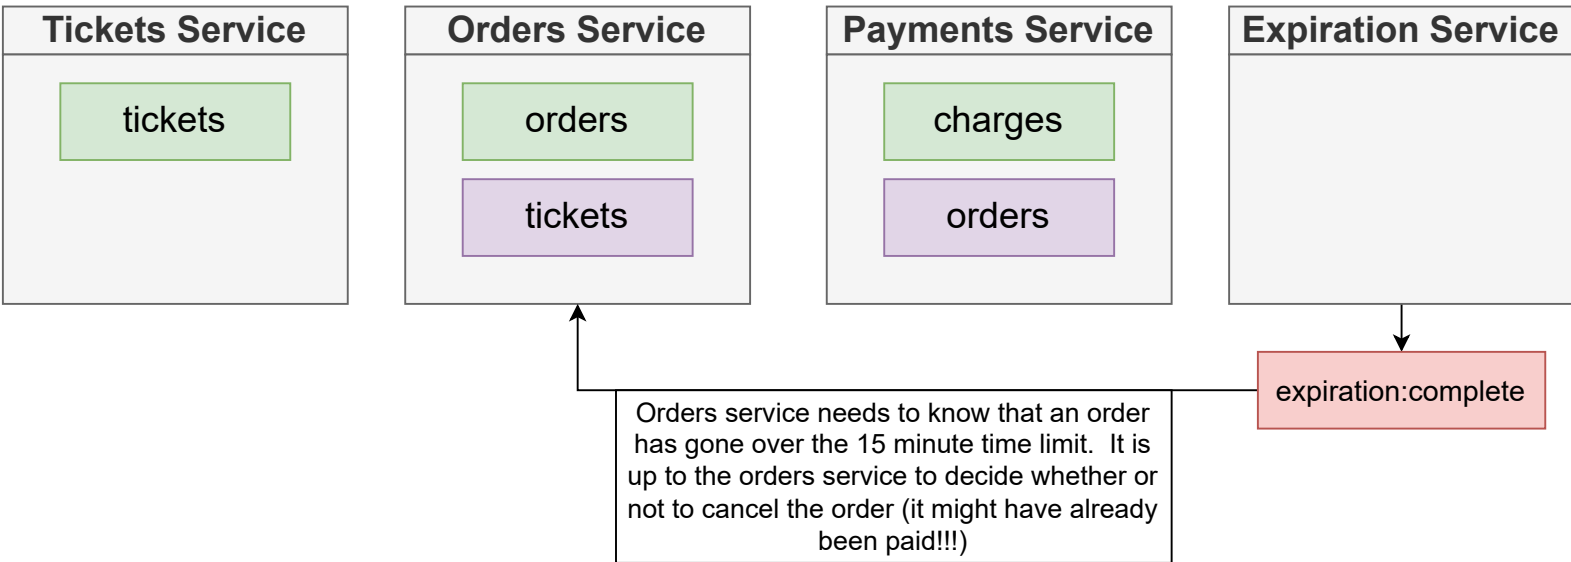 Tickets Service
Orders Service
Payments Service
Expiration Service
tickets
orders
charges
tickets
orders
expiration:complete
Orders service needs to know that an order
has gone over the 15 minute time limit.  It is
up to the orders service to decide whether or
not to cancel the order (it might have already
been paid!!!)